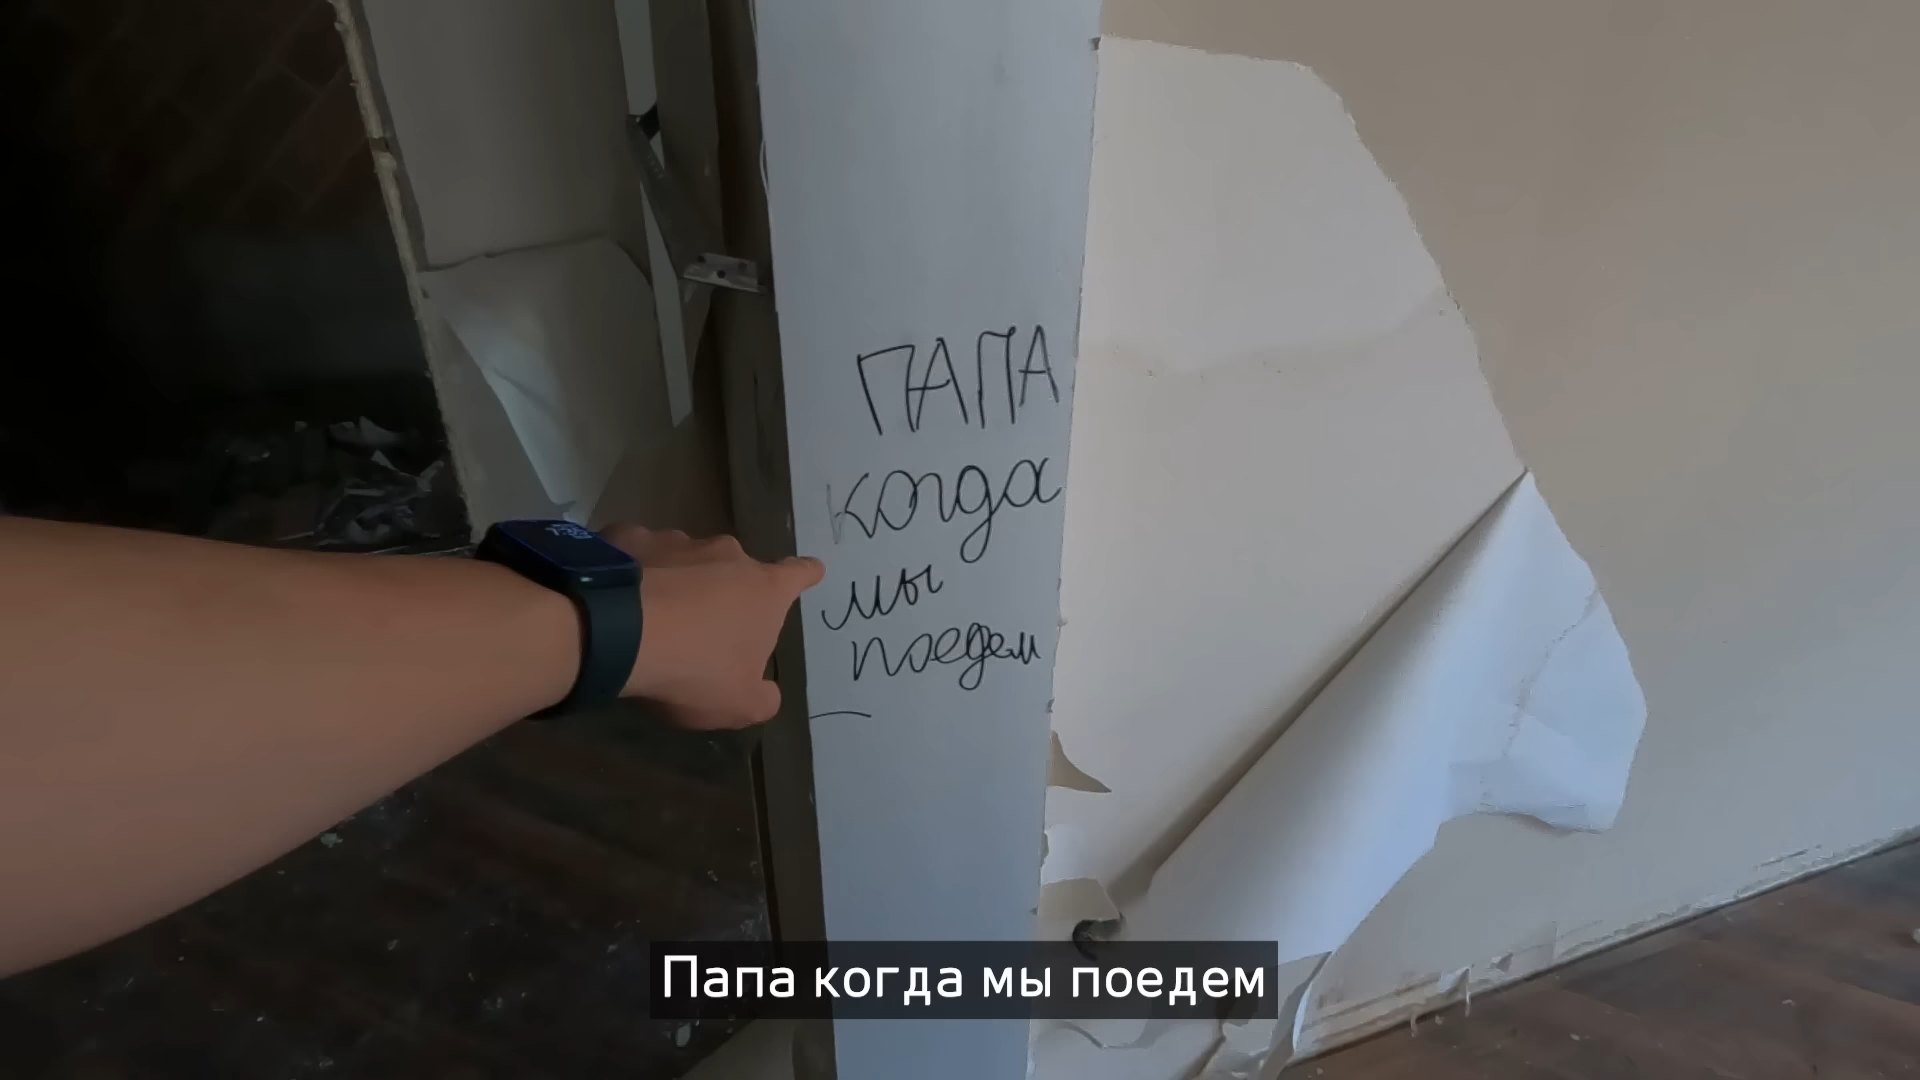 ПАПА
когда
мы
поедем
Папа когда мы поедем